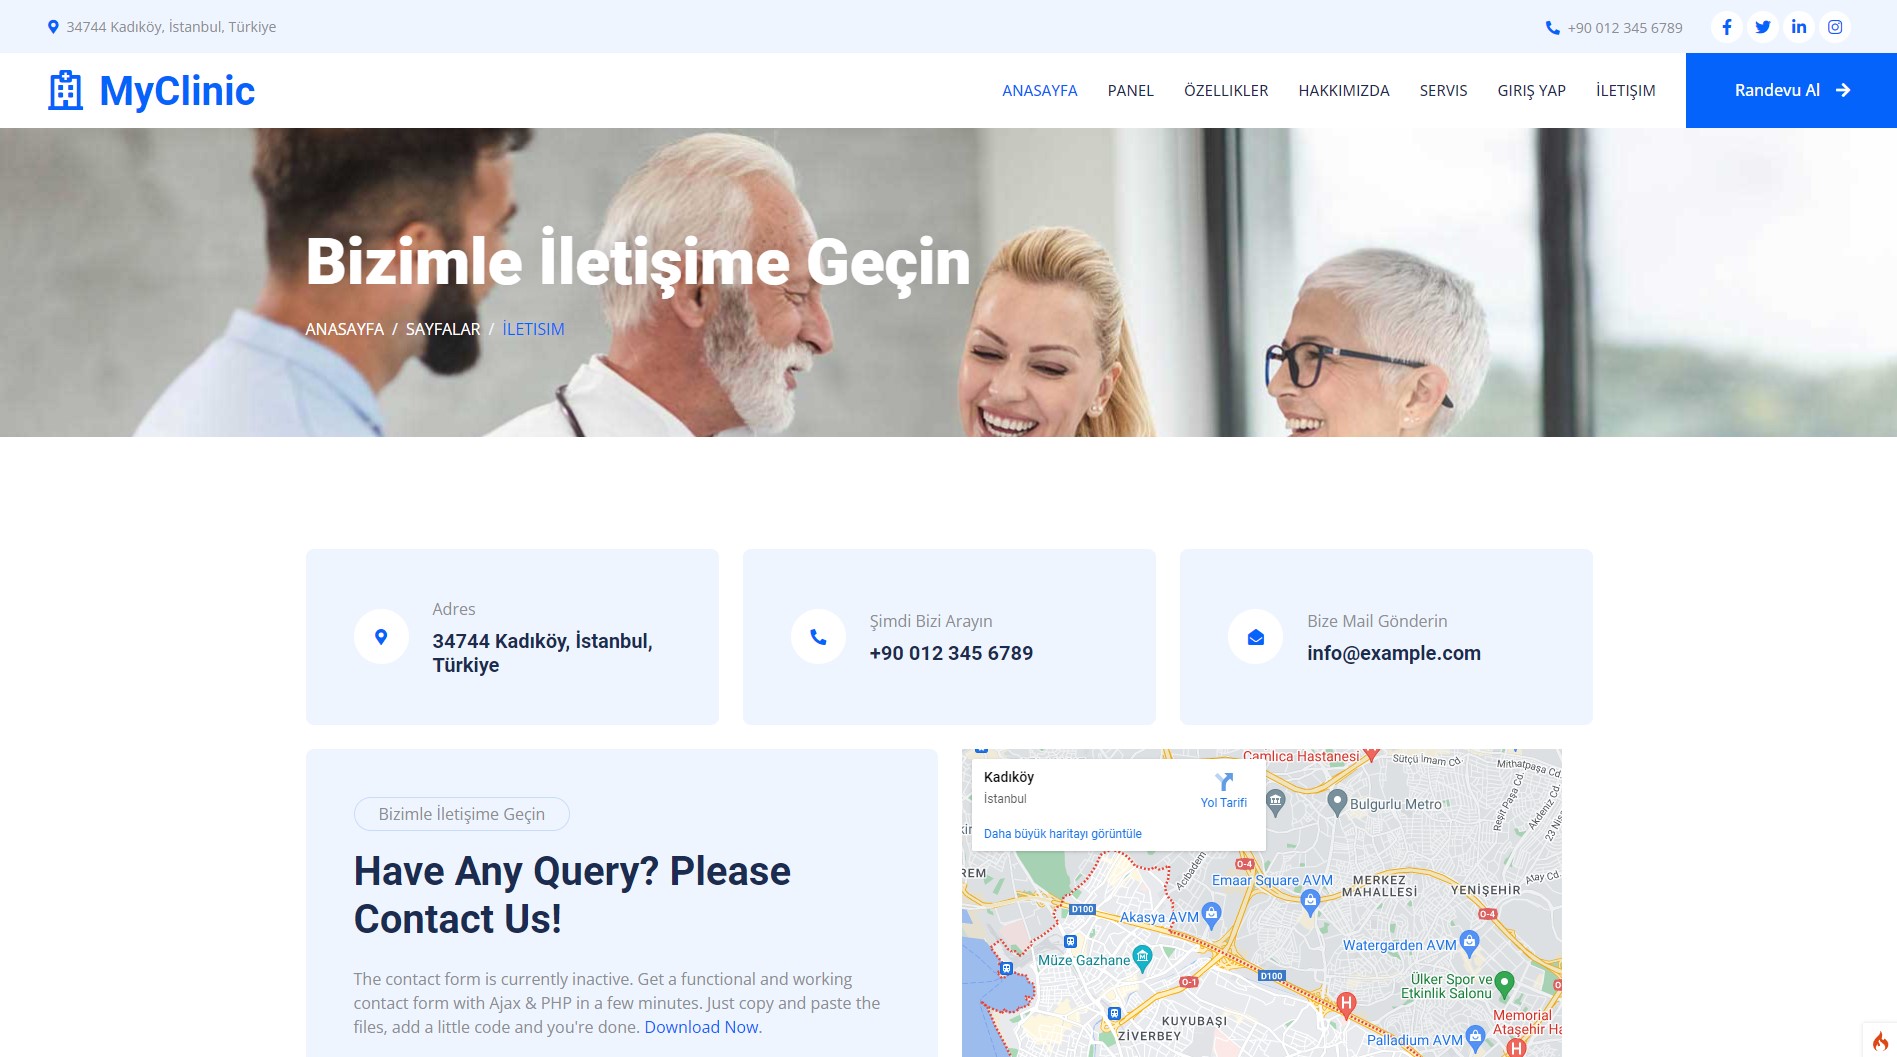 34744 Kadıköy, İstanbul, Türkiye
+90 012 345 6789
MyClinic
ANASAYFA
PANEL
ÖZELLIKLER
HAKKIMIZDA
SERVIS
GIRIŞ YAP
İLETIŞIM
Randevu Al
Bizimle İletişime Geçin
ANASAYFA / SAYFALAR / İLETISIM
Adres
34744 Kadıköy, İstanbul,
Türkiye
Şimdi Bizi Arayın
+90 012 345 6789
Bize Mail Gönderin
info@example.com
Bizimle İletişime Geçin
Have Any Query? Please
Contact Us!
The contact form is currently inactive. Get a functional and working
contact form with Ajax & PHP in a few minutes. Just copy and paste the
files, add a little code and you're done. Download Now.
Kadıköy
İstanbul
Yol Tarifi
Daha büyük haritayı görüntüle
Çamlıca Hastanesi
Sütçü İmam Cd.
Mithatpaşa Cd.
Bulgurlu Metro
Reşit Paşa Cd.
Akdeniz Cd.
23 Nis
REM
Acıbadem
O-4
Emaar Square AVM
MERKEZ
MAHALLESİ
YENİŞEHİR
Atay Cd.
D100
Akasya AVM
O-4
Watergarden AVM
Müze Gazhane
D100
O-1
Ülker Spor ve
Etkinlik Salonu
KUYUBAŞI
ZİVERBEY
Memorial
Ataşehir Ha
Palladium AVM